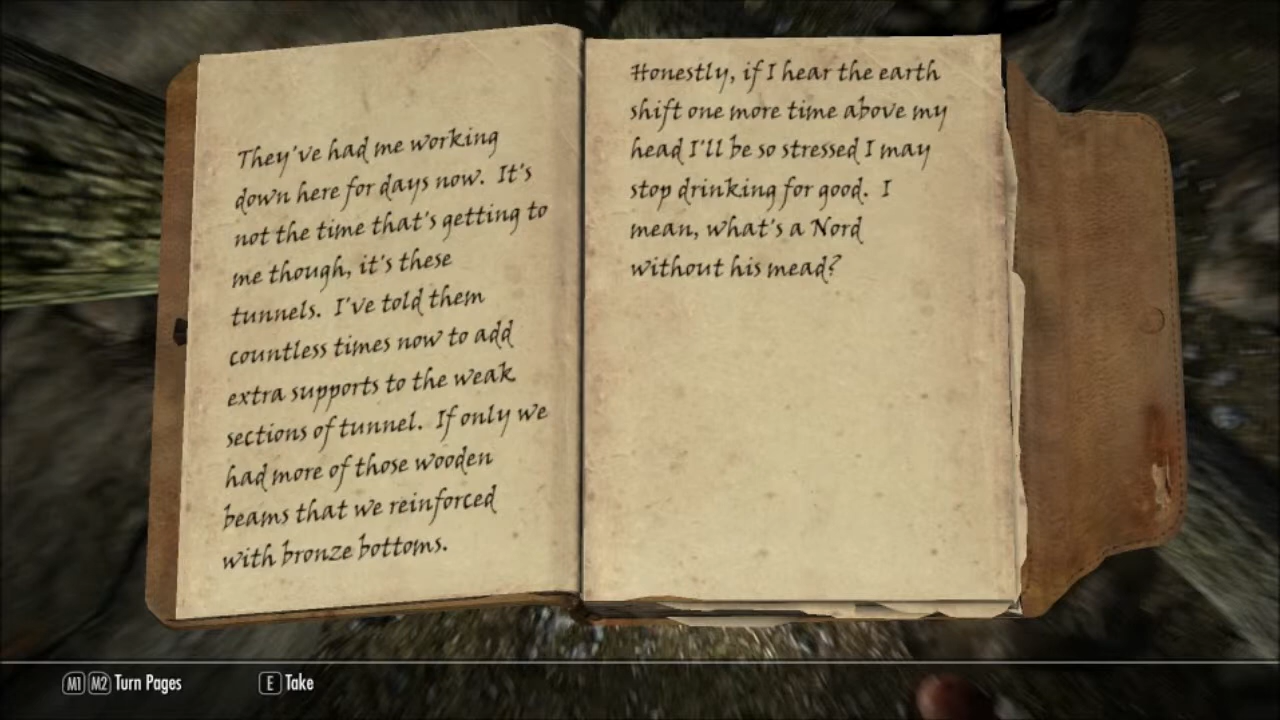 They've had me working
down here for days now.  It's
not the time that's getting to
me though, it's these
tunnels.  I've told them
countless times now to add
extra supports to the weak
sections of tunnel.  If only we
had more of those wooden
beams that we reinforced
with bronze bottoms.
Honestly, if I hear the earth
shift one more time above my
head I'll be so stressed I may
stop drinking for good.  I
mean, what's a Nord
without his mead?
M1 M2 Turn Pages
E Take